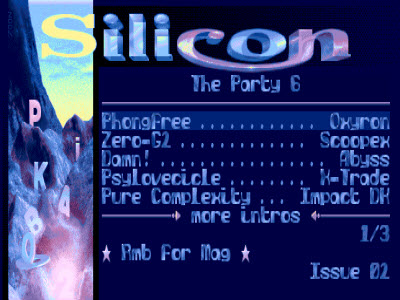 Silicon
The Party 6
Phongfree ............ Oxyron
Zero-G2 .............. Scoopex
Damn! ................ Abyss
Psylovecicle ........ K-Trade
Pure Complexity ... Impact DK
more intros
1/3
Rmb for Mag
Issue 02